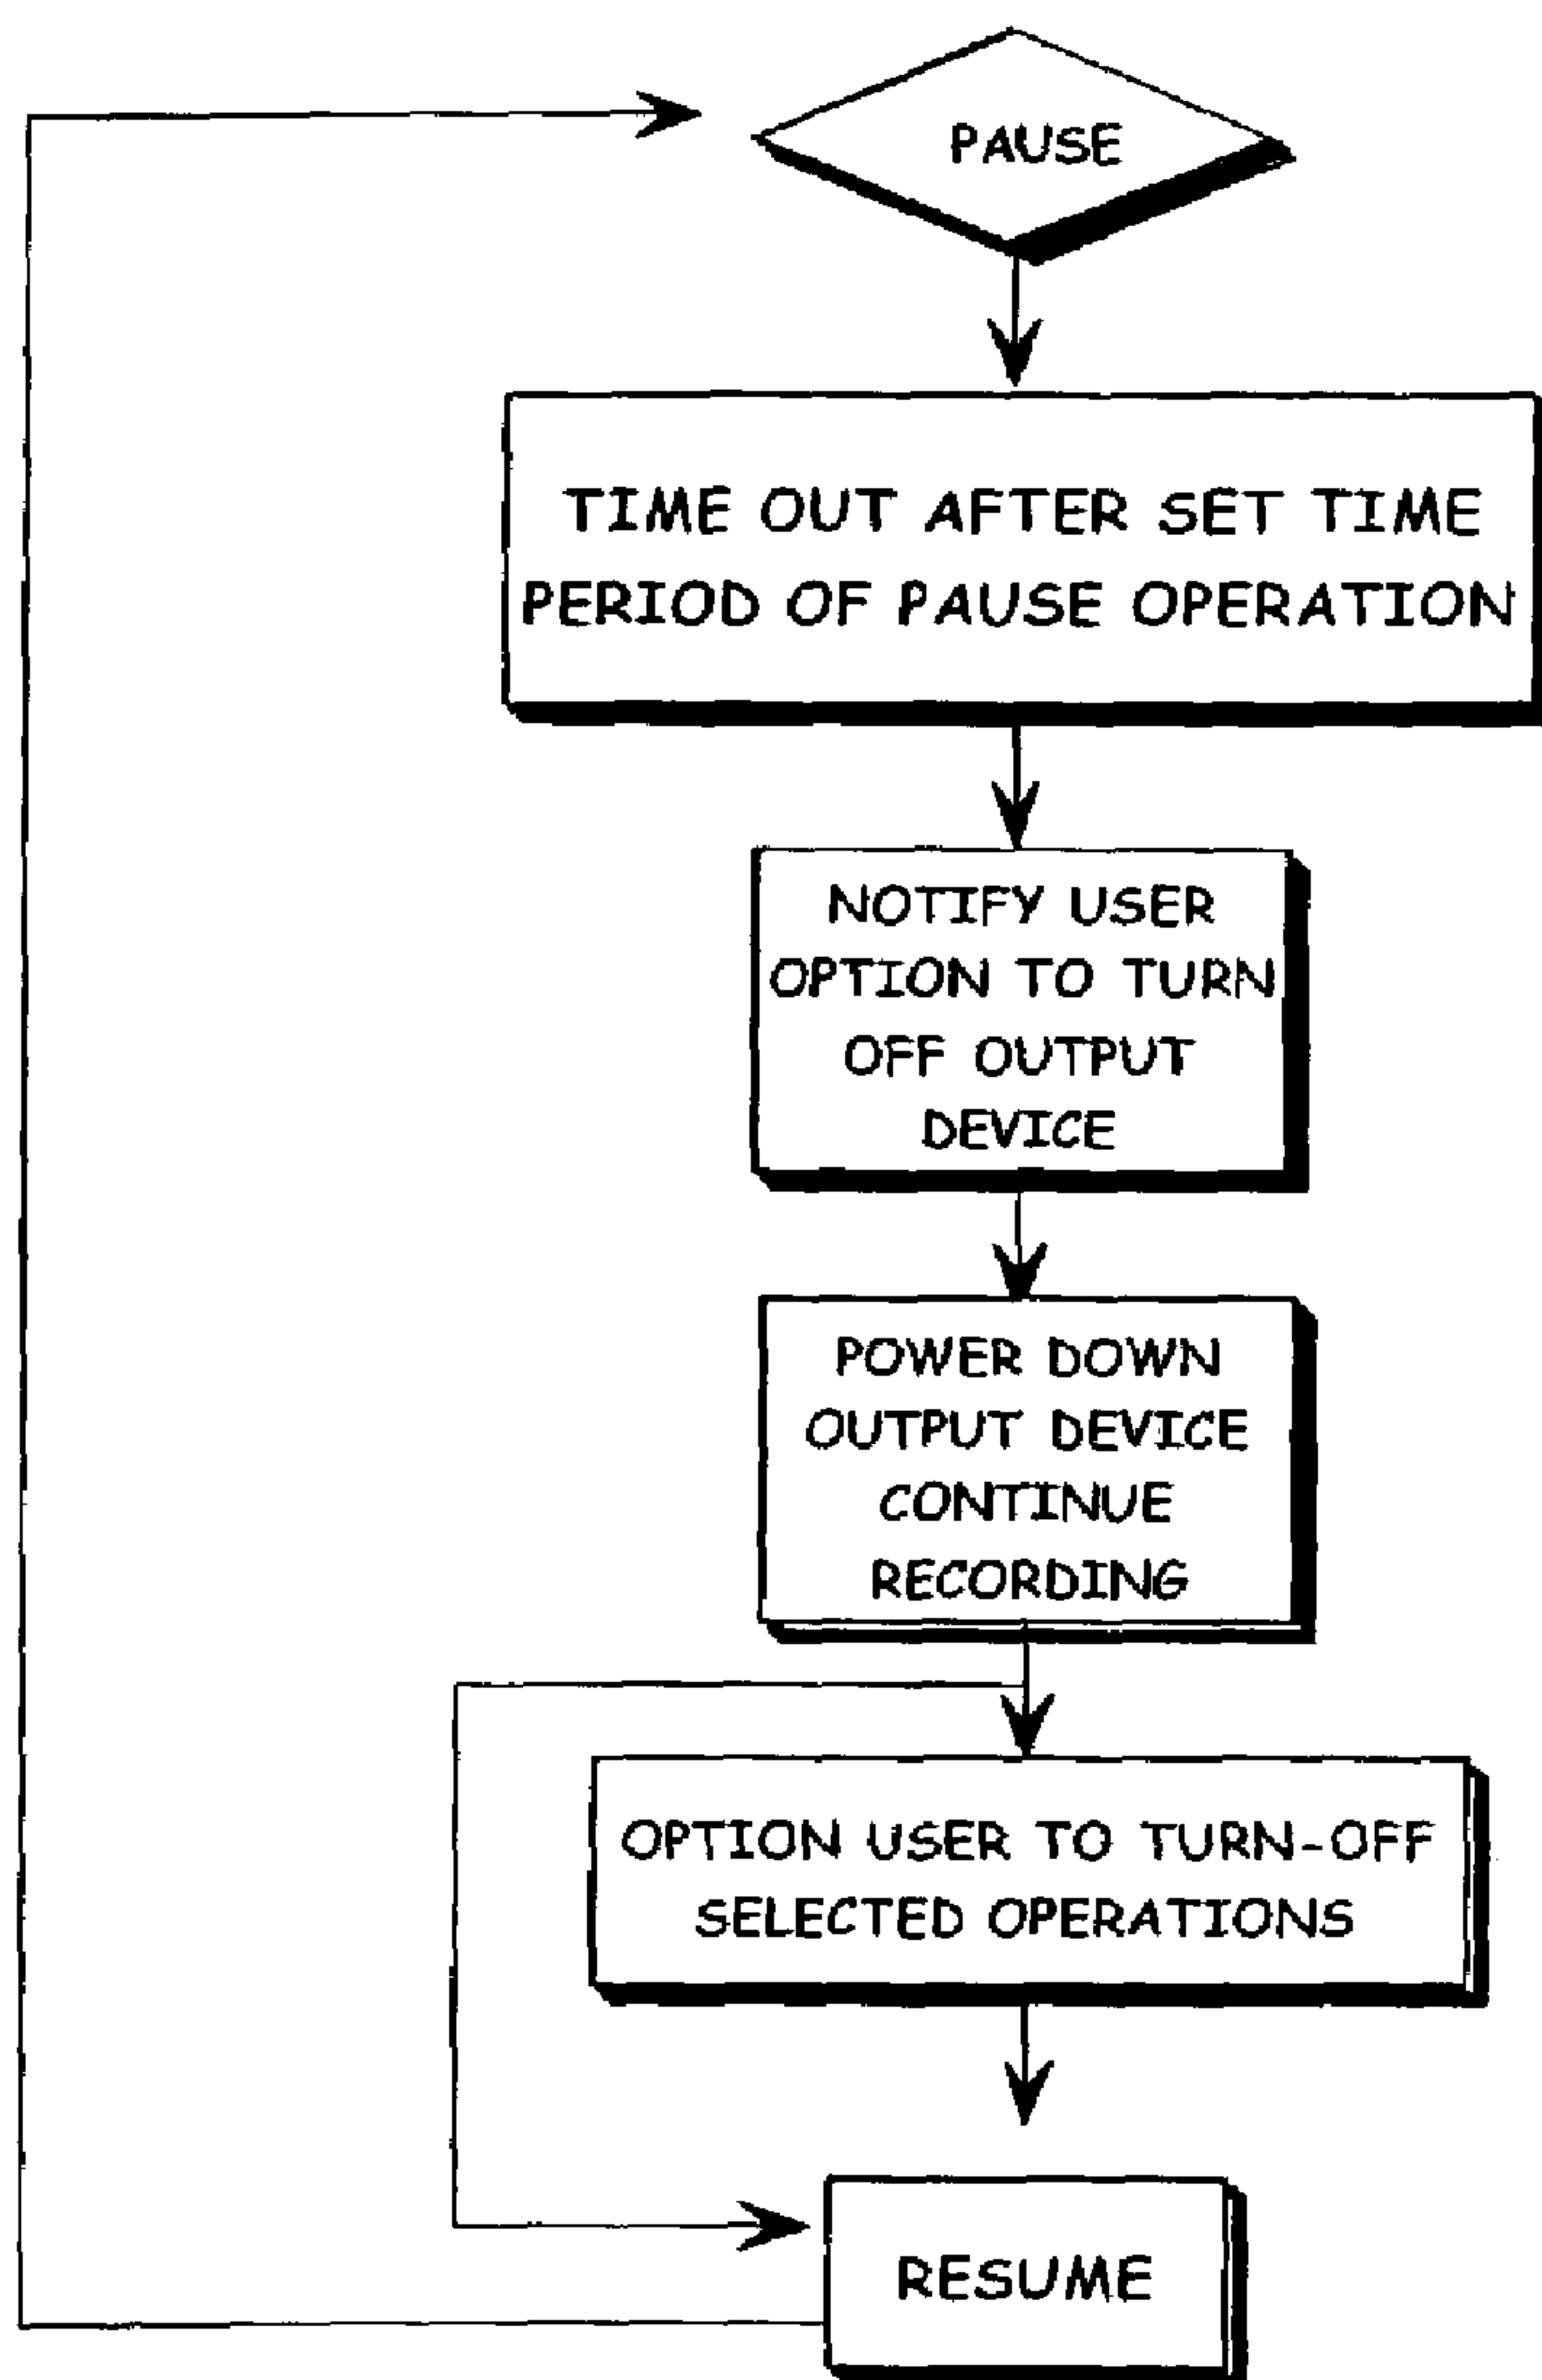 PAUSE
TIME OUT AFTER SET TIME
PERIOD OF PAUSE OPERATION
NOTIFY USER
OPTION TO TURN
OFF OUTPUT
DEVICE
POWER DOWN
OUTPUT DEVICE
CONTINUE
RECORDING
OPTION USER TO TURN-OFF
SELECTED OPERATIONS
RESUME